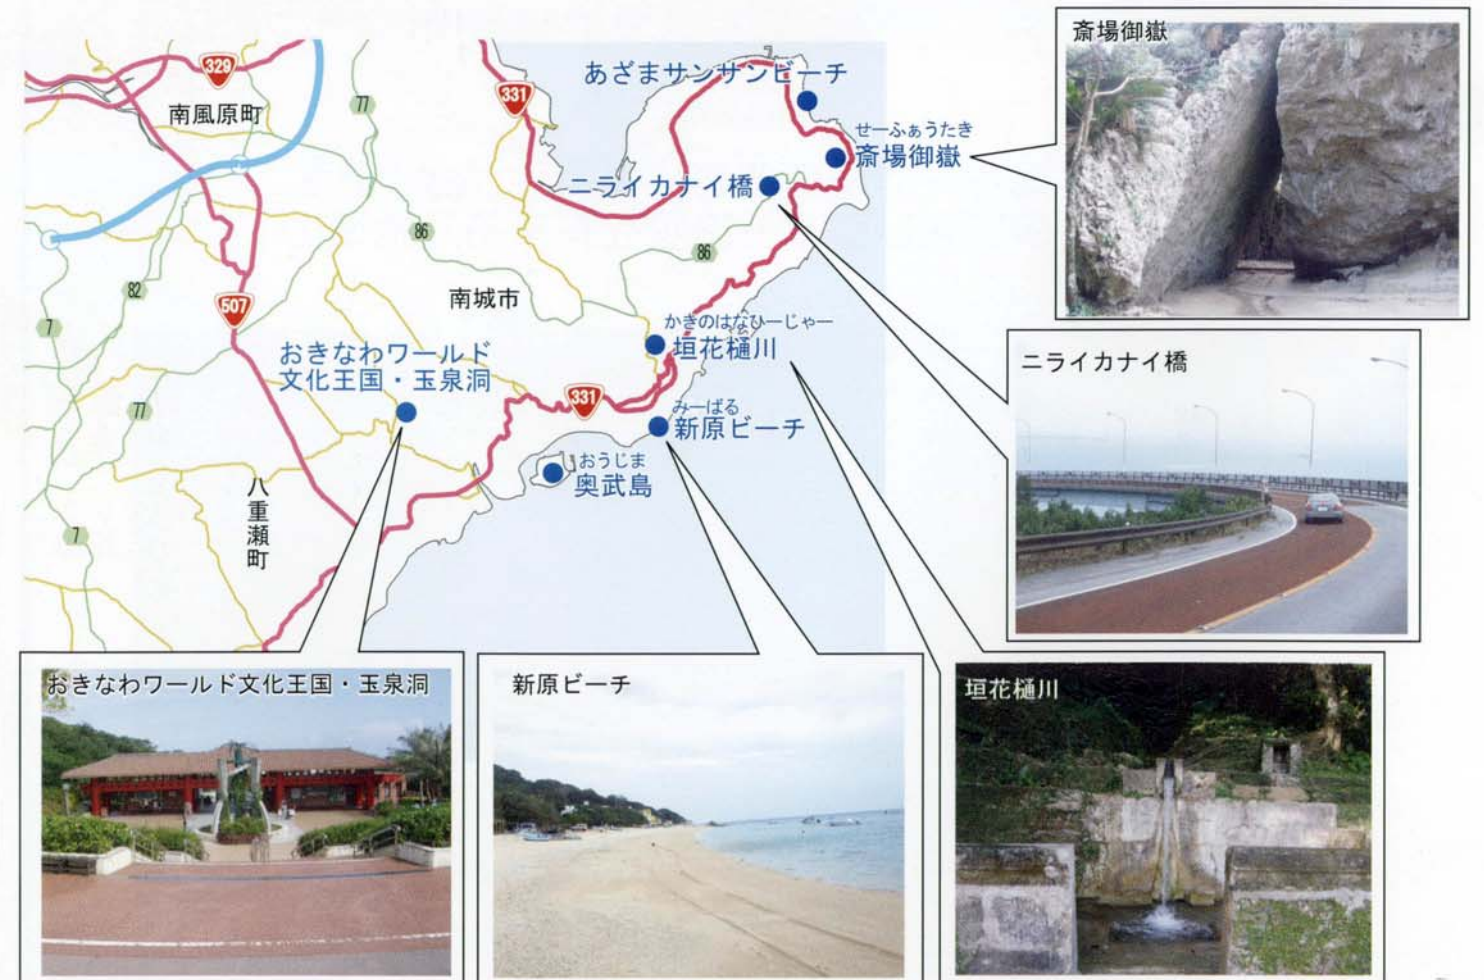 斎場御嶽
329
南風原町
77
331
あざまサンサンビーチ
せーふぁうたき
斎場御嶽
ニライカナイ橋
86
86
82
7
507
南城市
かきのはなひーじゃー
垣花樋川
ニライカナイ橋
おきなわワールド
文化王国・玉泉洞
77
331
みーばる
新原ビーチ
おうじま
奥武島
八重瀬町
7
おきなわワールド文化王国・玉泉洞
新原ビーチ
垣花樋川